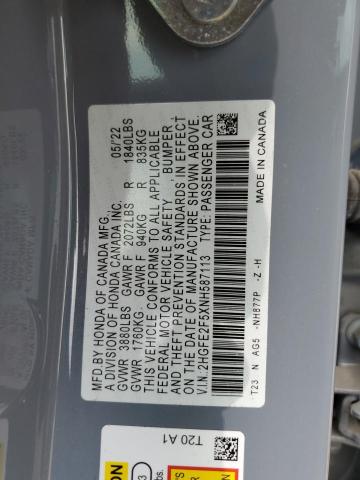 MFD.BY HONDA OF CANADA MFG.,
A DIVISION OF HONDA CANADA INC. 05/22
GVWR 3880LBS GAWR F 2072LBS R 1840LBS
GVWR 1760KG GAWR F 940KG R 835KG
THIS VEHICLE CONFORMS TO ALL APPLICABLE
FEDERAL MOTOR VEHICLE SAFETY , BUMPER ,
AND THEFT PREVENTION STANDARDS IN EFFECT
ON THE DATE OF MANUFACTURE SHOWN ABOVE.
V.I.N.:2HGFE2F5XNH587113 TYPE: PASSENGER CAR
T23 N AG5 -NH877P -Z -H MADE IN CANADA
T20 A1